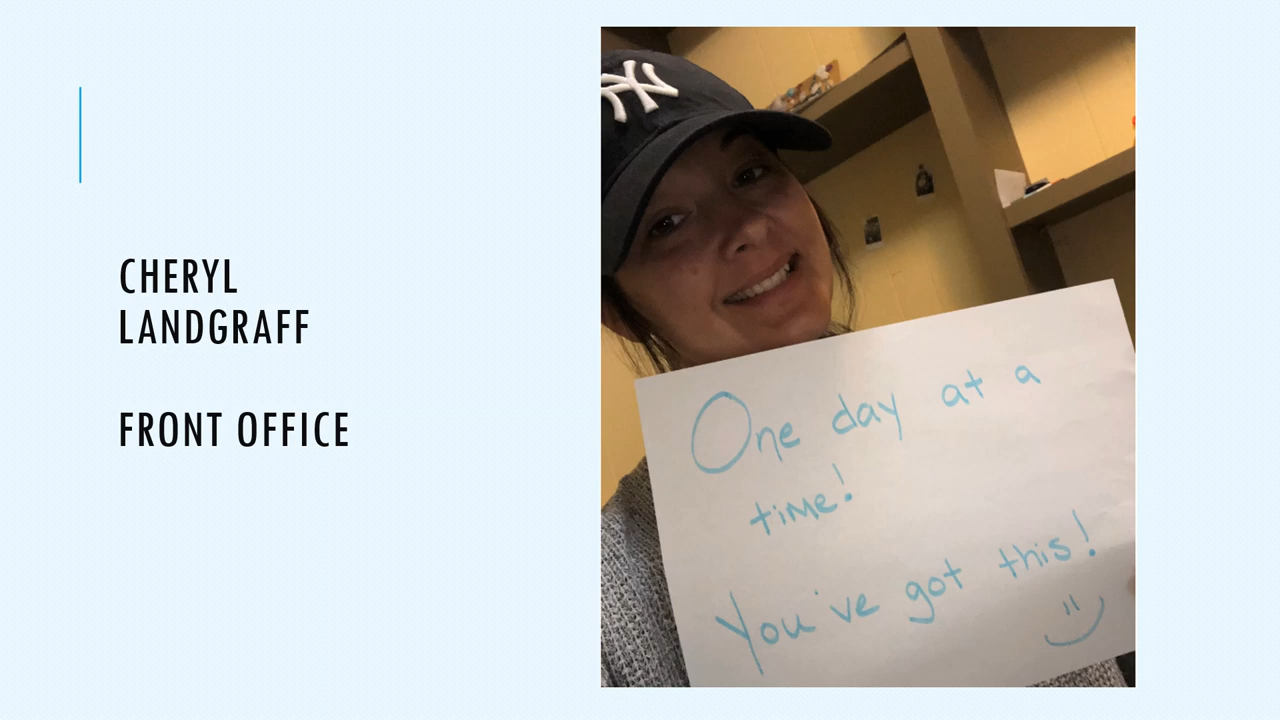 CHERYL
LANDGRAFF
FRONT OFFICE
NY
One day at a
time!
You've got this!